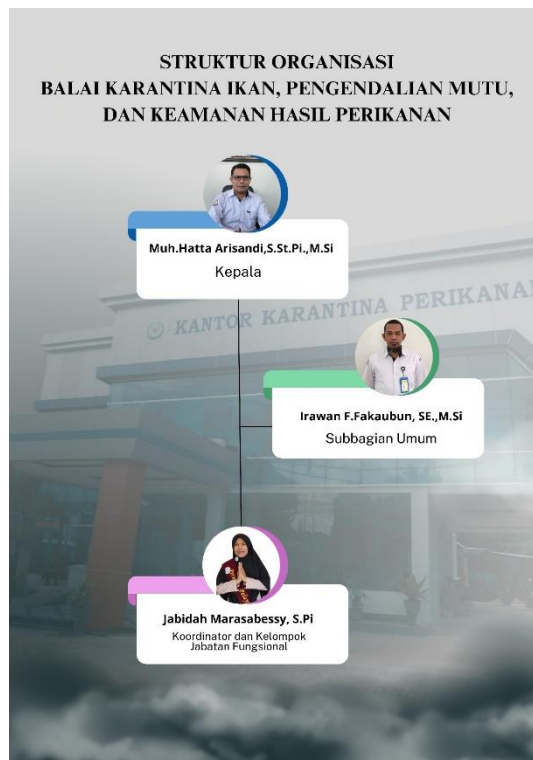 STRUKTUR ORGANISASI
BALAI KARANTINA IKAN, PENGENDALIAN MUTU,
DAN KEAMANAN HASIL PERIKANAN
Muh.Hatta Arisandi,S.St.Pi.,M.Si
Kepala
KANTOR KARANTINA PERIKANA
Irawan F.Fakaubun, SE.,M.Si
Subbagian Umum
Jabidah Marasabessy, S.Pi
Koordinator dan Kelompok
Jabatan Fungsional